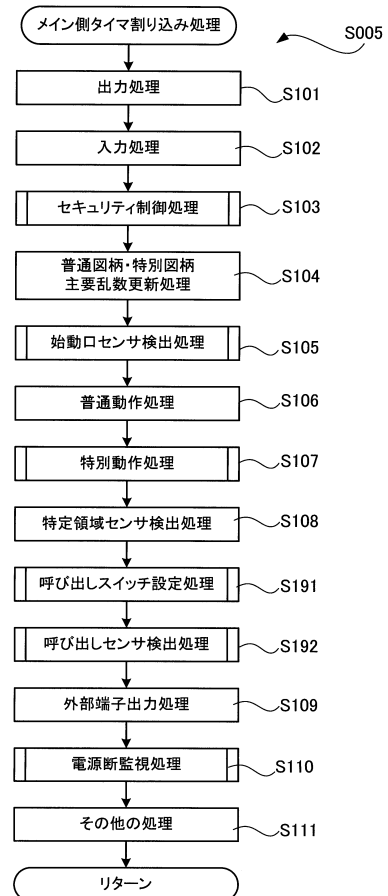 メイン側タイマ割り込み処理
S005
出力処理
S101
入力処理
S102
セキュリティ制御処理
S103
普通図柄・特別図柄
主要乱数更新処理
S104
始動口センサ検出処理
S105
普通動作処理
S106
特別動作処理
S107
特定領域センサ検出処理
S108
呼び出しスイッチ設定処理
S191
呼び出しセンサ検出処理
S192
外部端子出力処理
S109
電源断監視処理
S110
その他の処理
S111
リターン